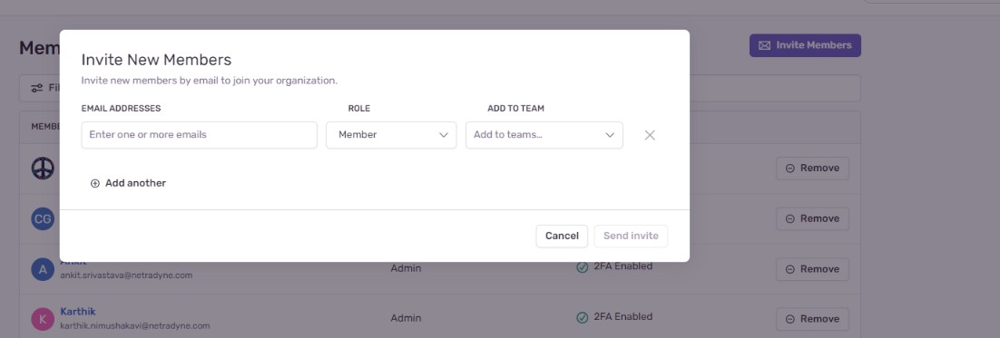 Mem
Invite Members
Invite New Members
Invite new members by email to join your organization.
Fil
EMAIL ADDRESSES ROLE ADD TO TEAM
MEMBE
Enter one or more emails Member Add to teams...
Remove
Add another
CG Remove
Cancel Send invite
A Ankit Admin 2FA Enabled Remove
ankit.srivastava@netradyne.com
K Karthik Admin 2FA Enabled Remove
karthik.nimushakavi@netradyne.com